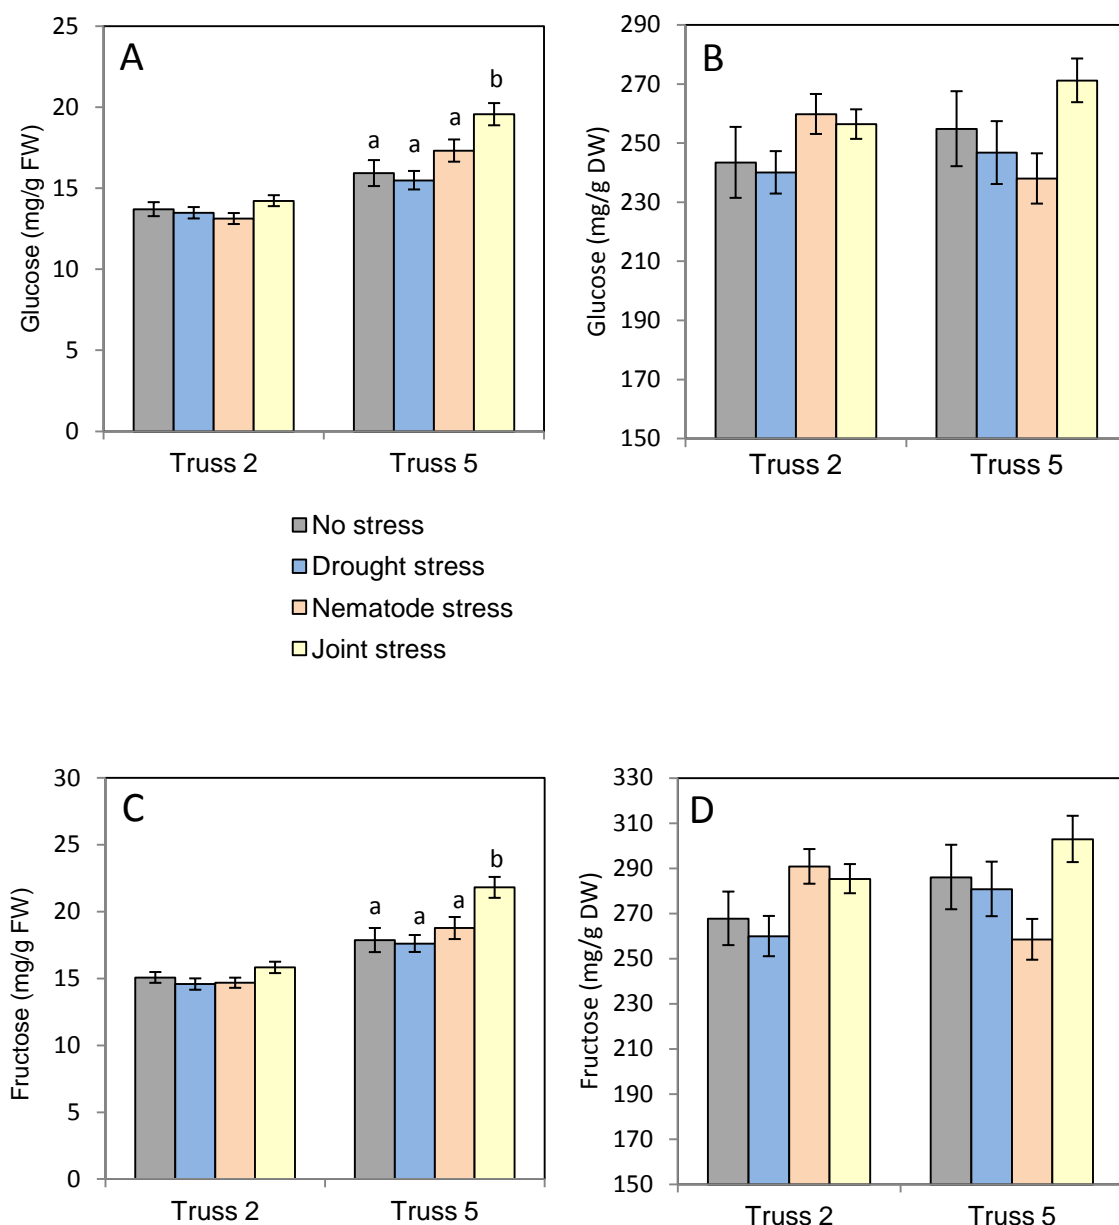 A
Glucose (mg/g FW)
25
20
15
10
5
0
a
a
a
b
Truss 2
Truss 5
B
Glucose (mg/g DW)
290
270
250
230
210
190
170
150
Truss 2
Truss 5
No stress
Drought stress
Nematode stress
Joint stress
C
Fructose (mg/g FW)
30
25
20
15
10
5
0
a
a
a
b
Truss 2
Truss 5
D
Fructose (mg/g DW)
330
310
290
270
250
230
210
190
170
150
Truss 2
Truss 5